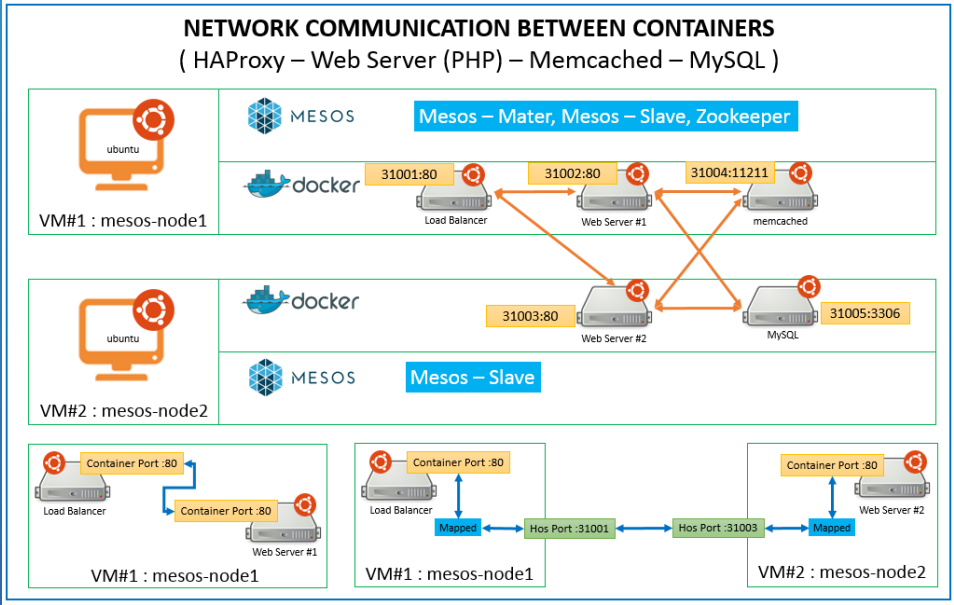 NETWORK COMMUNICATION BETWEEN CONTAINERS
( HAProxy – Web Server (PHP) – Memcached – MySQL )
ubuntu
VM#1 : mesos-node1
MESOS
Mesos – Mater, Mesos – Slave, Zookeeper
docker
31001:80
Load Balancer
31002:80
Web Server #1
31004:11211
memcached
ubuntu
VM#2 : mesos-node2
docker
31003:80
Web Server #2
MySQL
31005:3306
MESOS
Mesos – Slave
Container Port :80
Load Balancer
Container Port :80
Web Server #1
VM#1 : mesos-node1
Container Port :80
Load Balancer
Mapped
Hos Port :31001
VM#1 : mesos-node1
Hos Port :31003
Container Port :80
Web Server #2
Mapped
VM#2 : mesos-node2